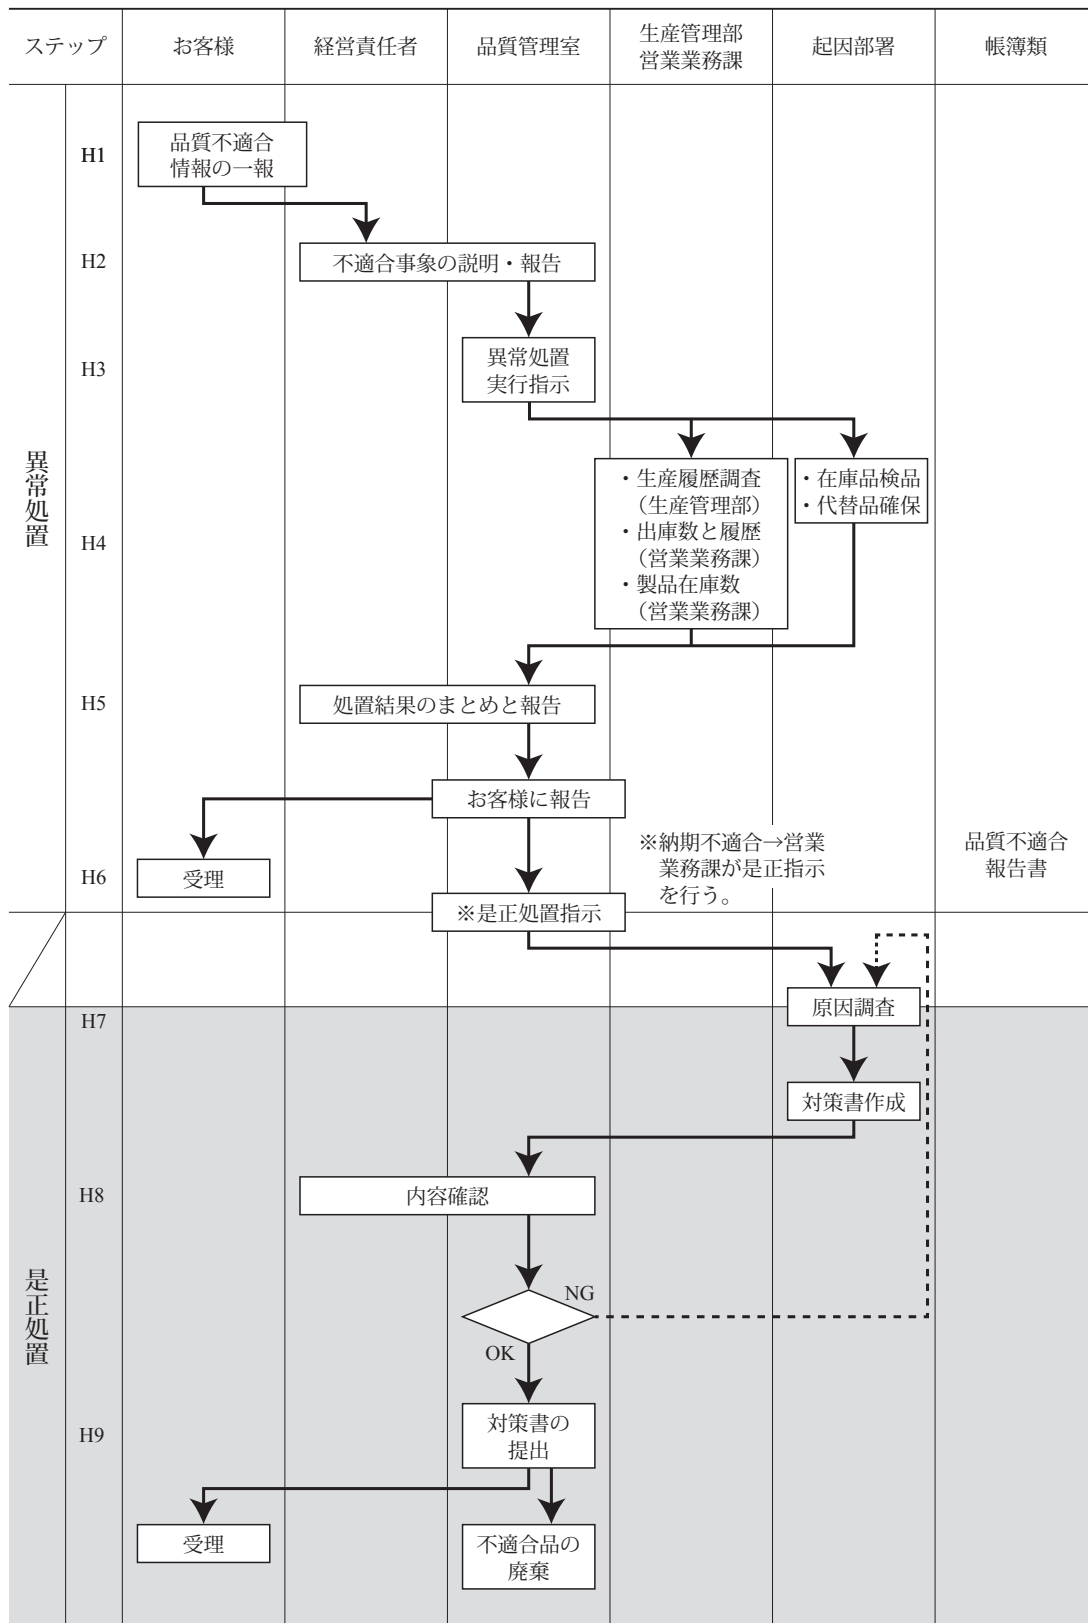 ステップ
お客様
経営責任者
品質管理室
生産管理部
営業業務課
起因部署
帳簿類
異常処置
H1
品質不適合
情報の一報
H2
不適合事象の説明・報告
H3
異常処置
実行指示
H4
・生産履歴調査
（生産管理部）
・出庫数と履歴
（営業業務課）
・製品在庫数
（営業業務課）
・在庫品検品
・代替品確保
H5
処置結果のまとめと報告
お客様に報告
H6
受理
※納期不適合→営業
業務課が是正指示
を行う。
品質不適合
報告書
※是正処置指示
是正処置
H7
原因調査
対策書作成
H8
内容確認
NG
OK
H9
対策書の
提出
受理
不適合品の
廃棄